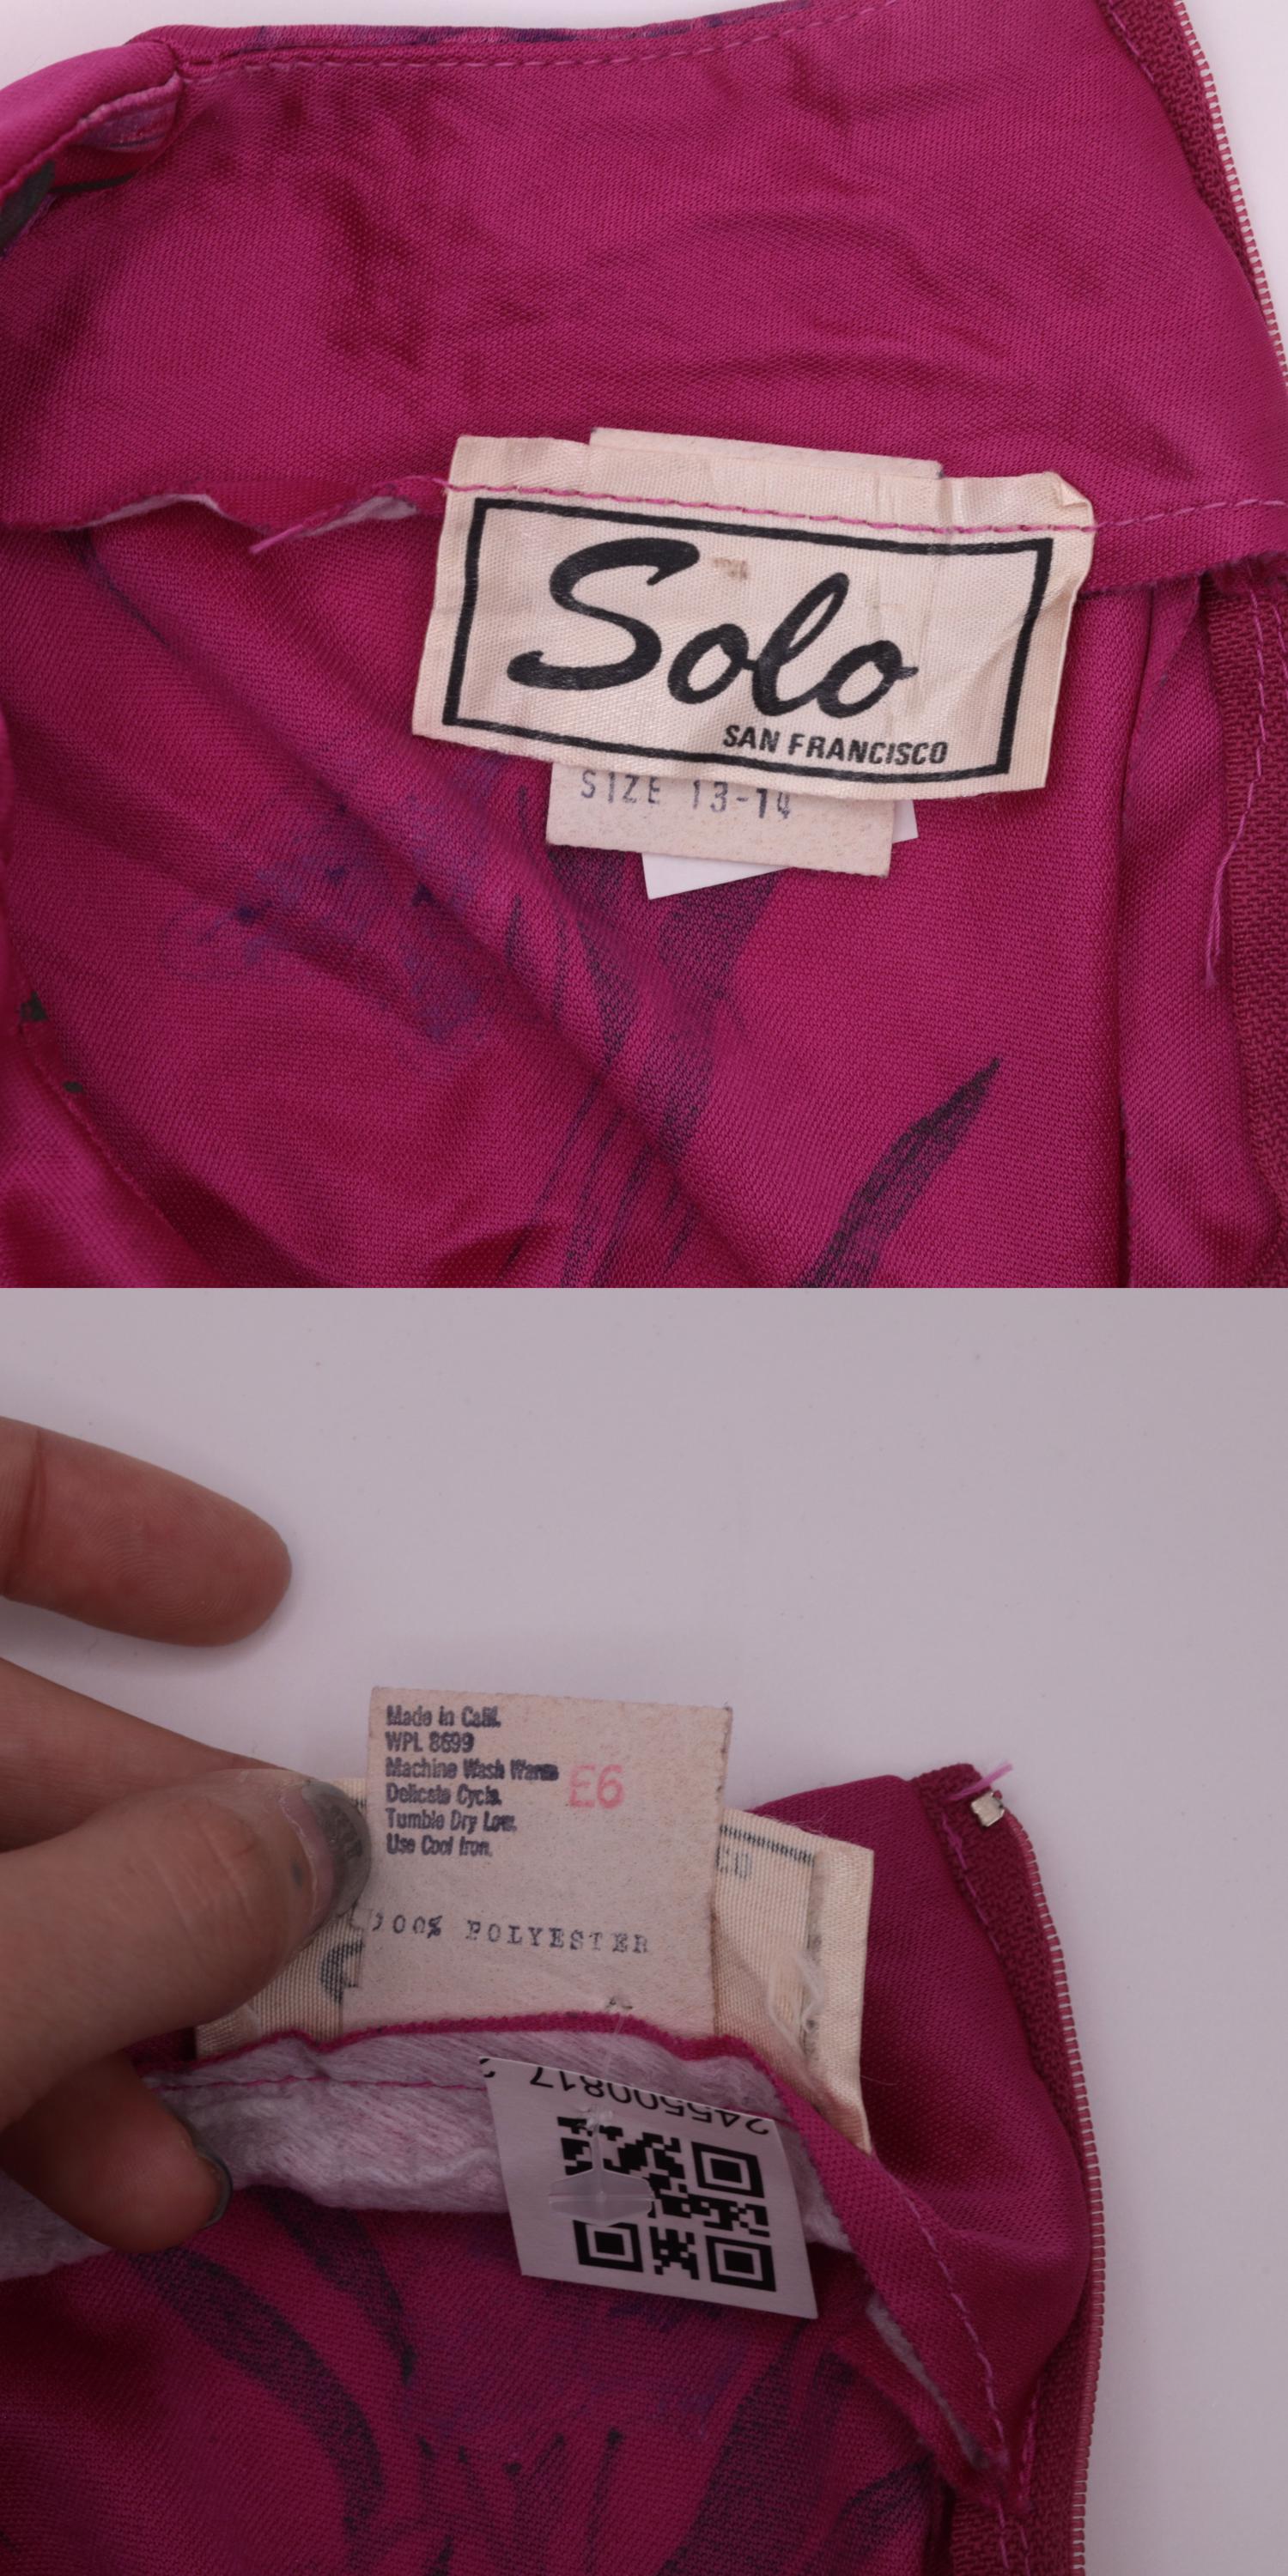 Solo
SAN FRANCISCO
SIZE 13-14
Made in Calif.
WPL 8699
Machine Wash Warm
E6
Delicate Cycle.
Tumble Dry Low.
Use Cool Iron.
100% POLYESTER
24550817